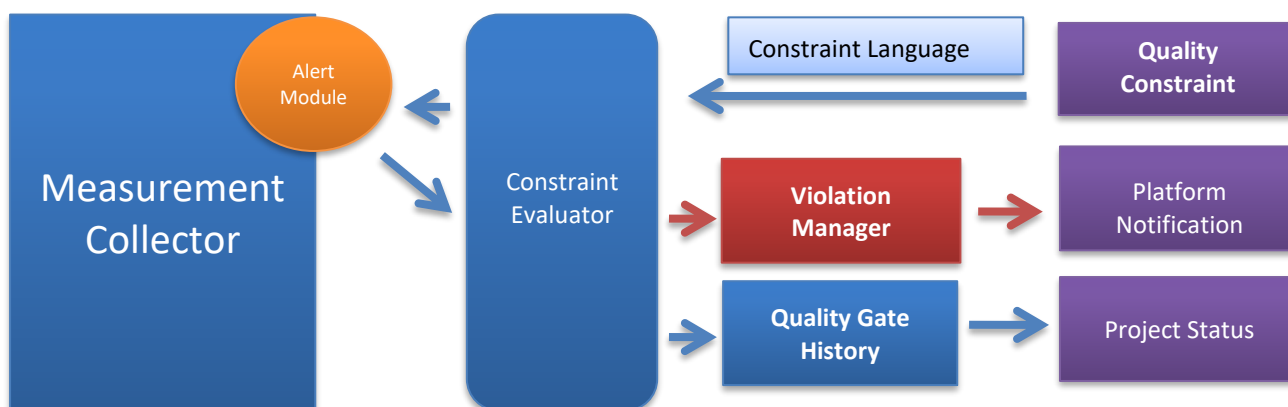 Alert
Module
Measurement
Collector
Constraint
Evaluator
Constraint Language
Quality
Constraint
Violation
Manager
Platform
Notification
Quality Gate
History
Project Status